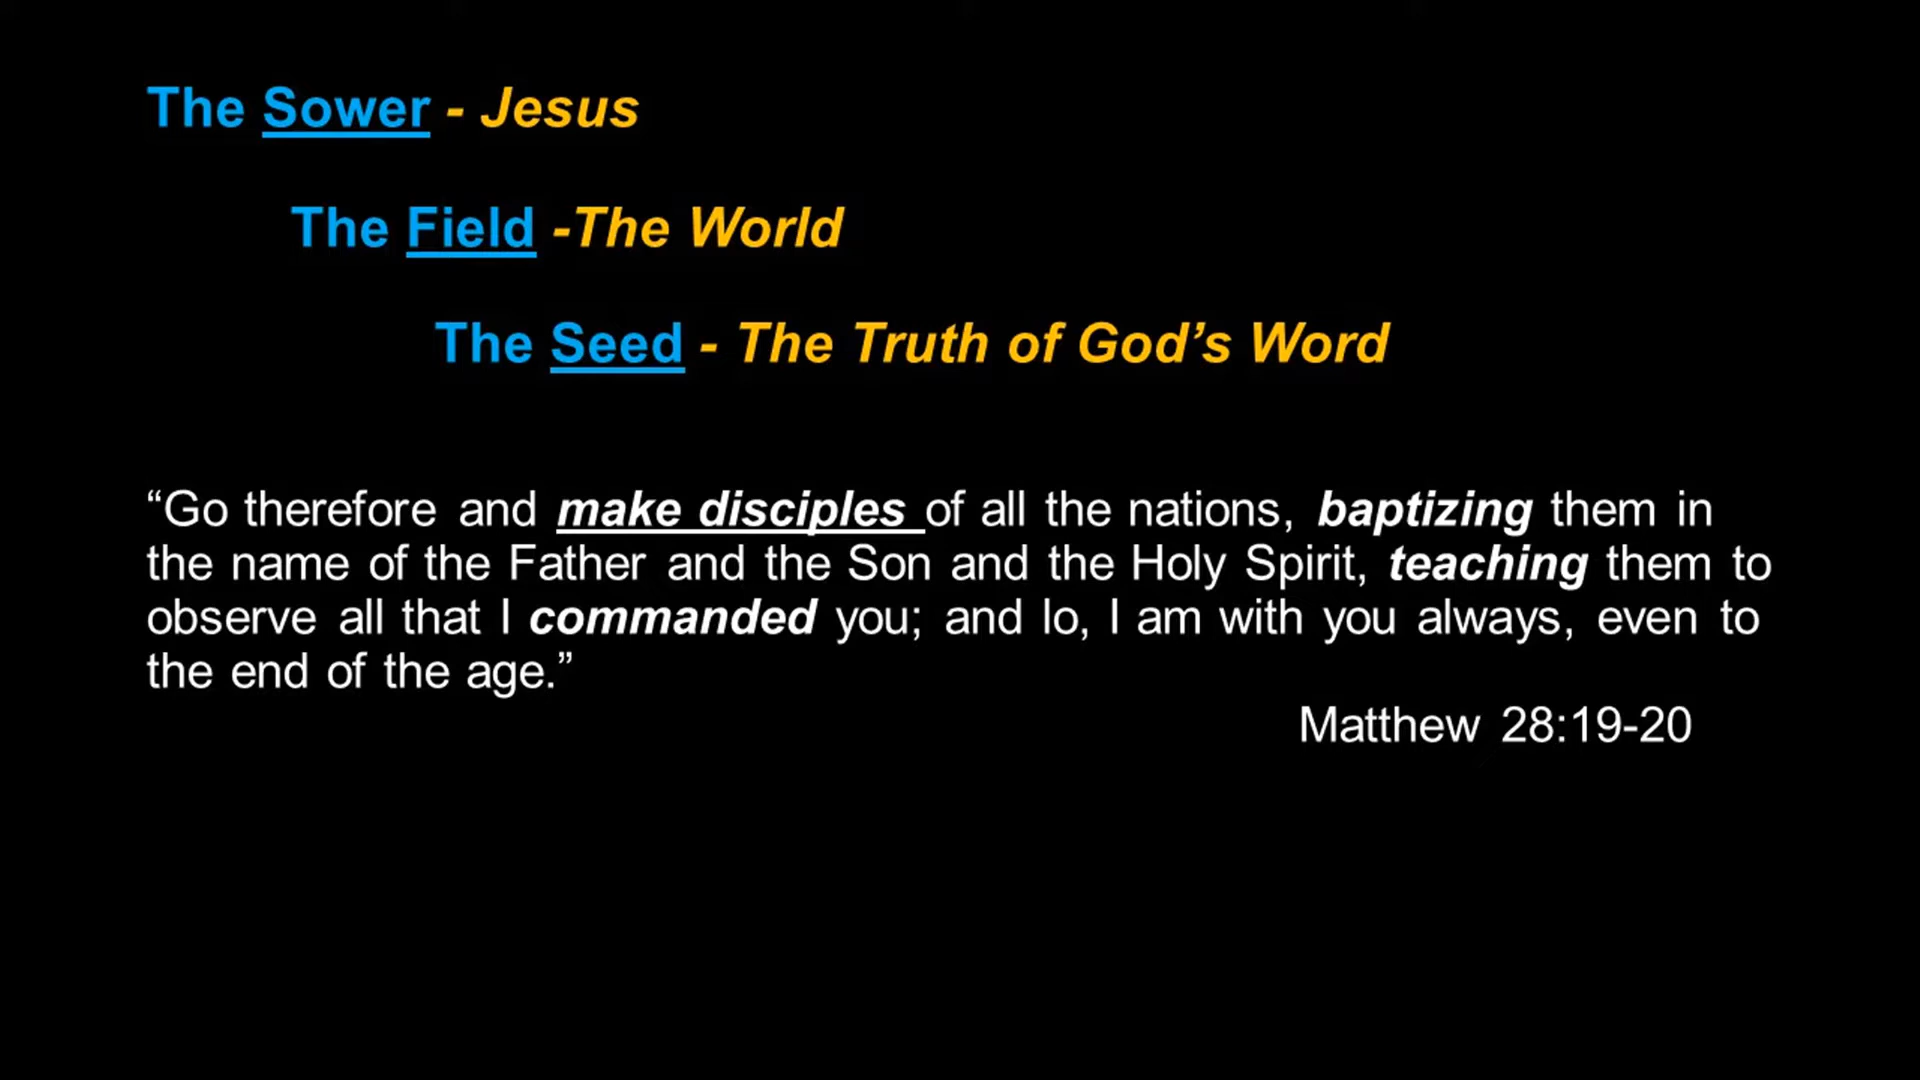 The Sower - Jesus
The Field -The World
The Seed - The Truth of God’s Word
“Go therefore and make disciples of all the nations, baptizing them in
the name of the Father and the Son and the Holy Spirit, teaching them to
observe all that I commanded you; and lo, I am with you always, even to
the end of the age.”
Matthew 28:19-20